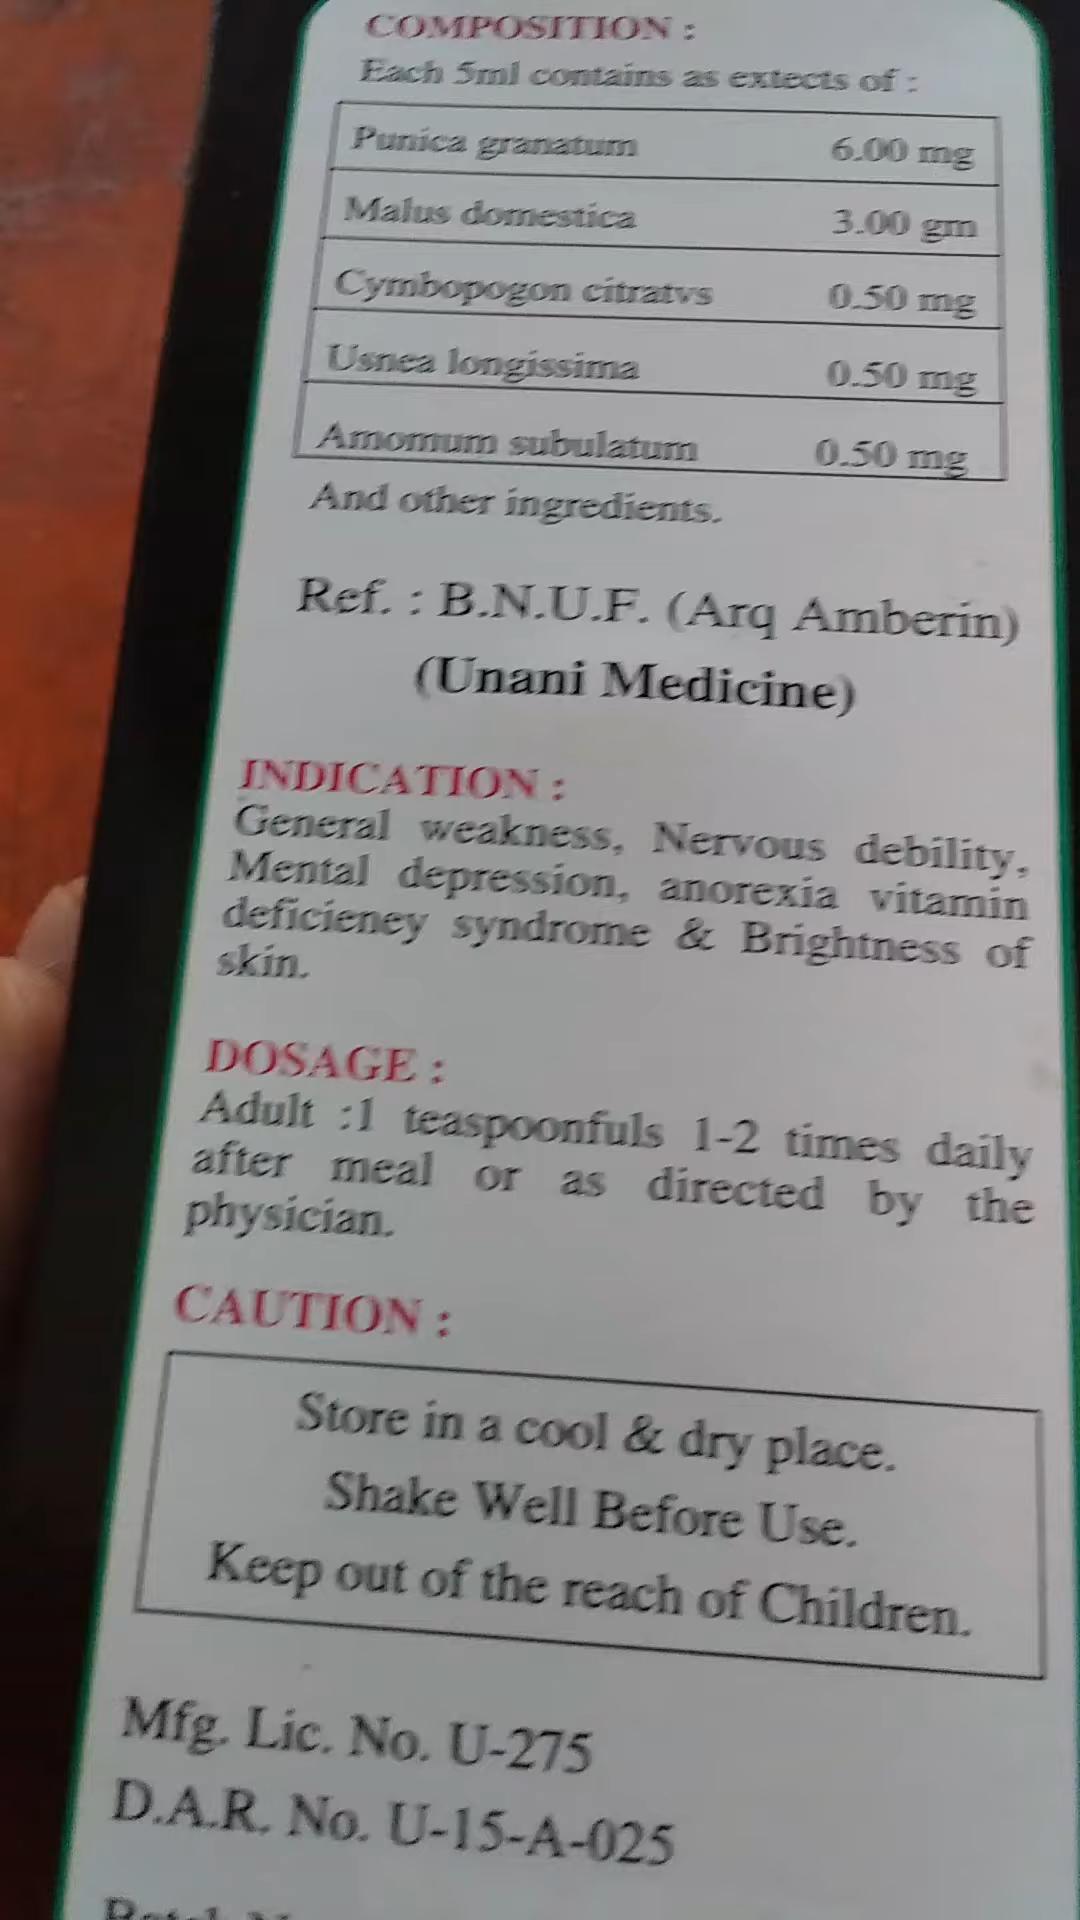 COMPOSITION :
Each 5ml contains as extects of :
Punica granatum 6.00 mg
Malus domestica 3.00 gm
Cymbopogon citratvs 0.50 mg
Usnea longissima 0.50 mg
Amomum subulatum 0.50 mg
And other ingredients.
Ref. : B.N.U.F. (Arq Amberin)
(Unani Medicine)
INDICATION :
General weakness, Nervous debility,
Mental depression, anorexia vitamin
deficieney syndrome & Brightness of
skin.
DOSAGE :
Adult :1 teaspoonfuls 1-2 times daily
after meal or as directed by the
physician.
CAUTION :
Store in a cool & dry place.
Shake Well Before Use.
Keep out of the reach of Children.
Mfg. Lic. No. U-275
D.A.R. No. U-15-A-025